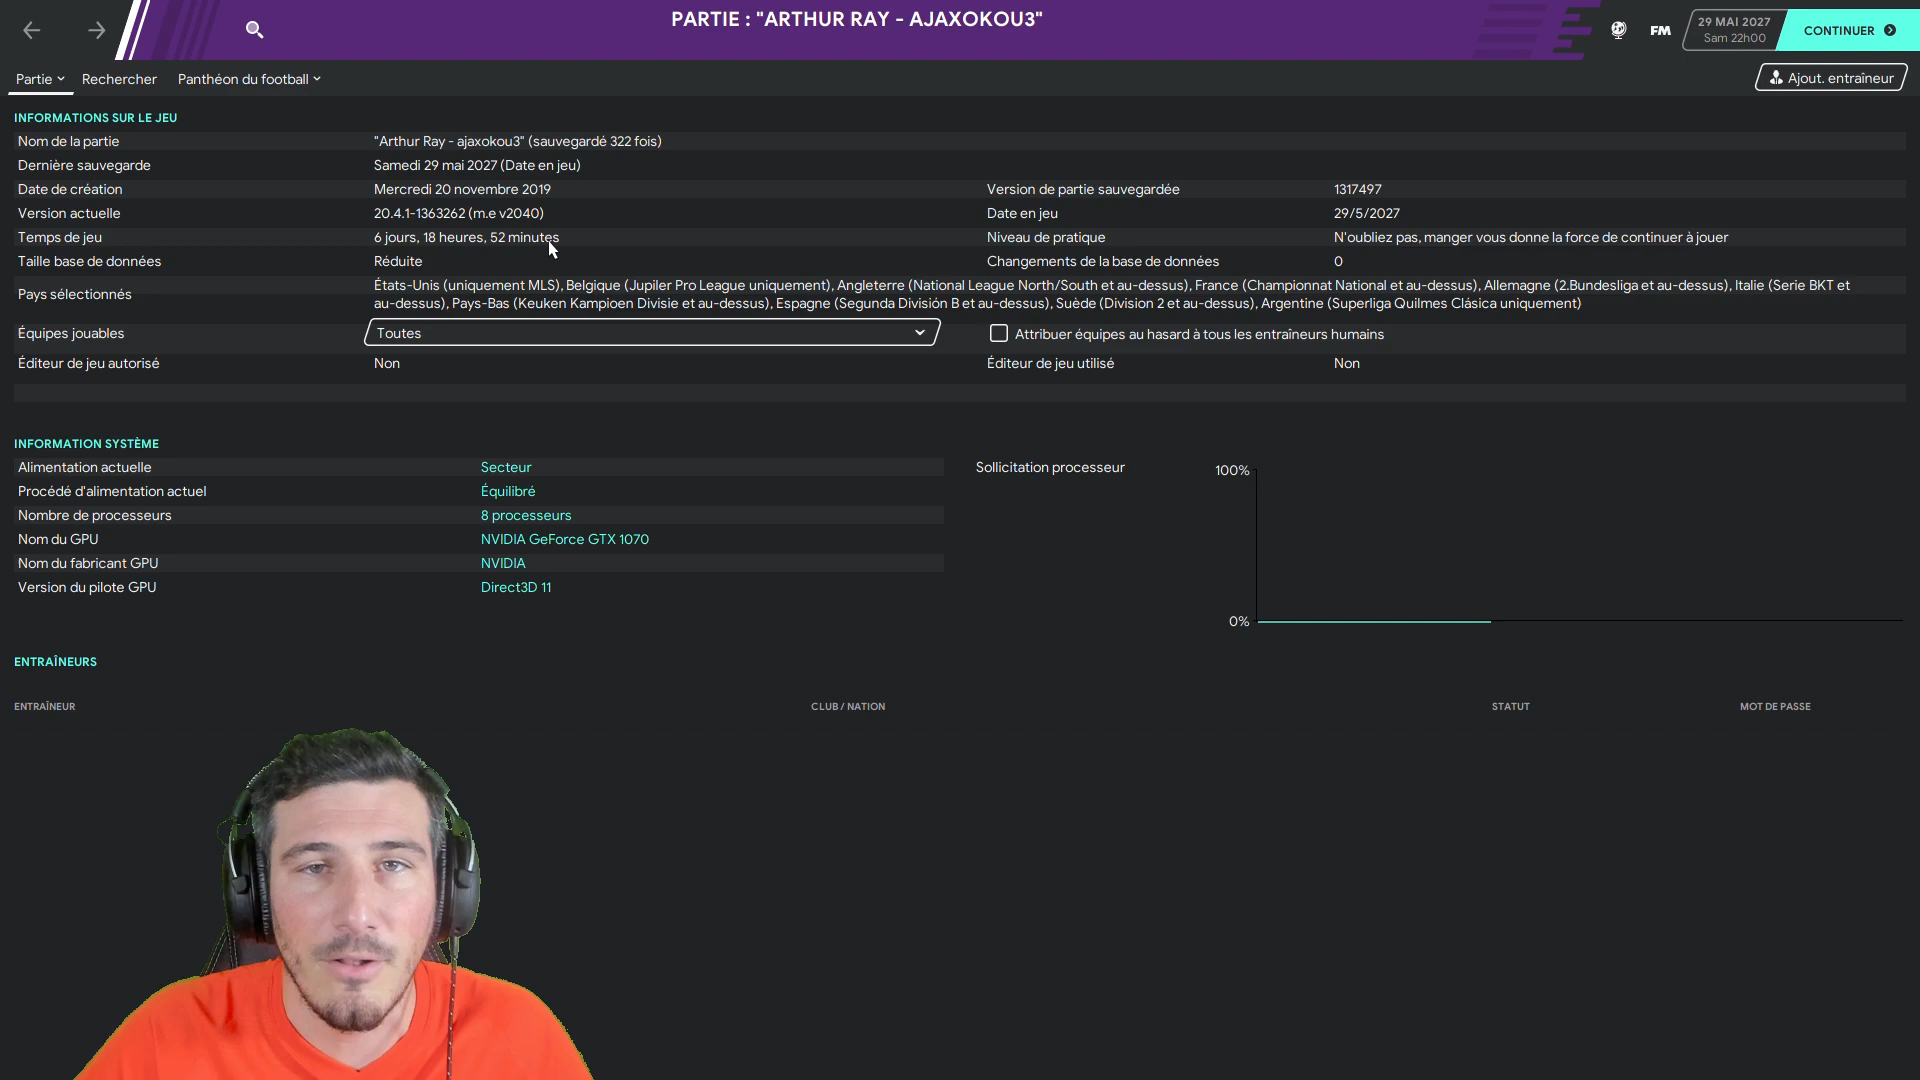 PARTIE : "ARTHUR RAY - AJAXOKOU3"
FM
29 MAI 2027
Sam 22h00
CONTINUER
Partie
Rechercher
Panthéon du football
Ajout. entraîneur
INFORMATIONS SUR LE JEU
Nom de la partie
"Arthur Ray - ajaxokou3" (sauvegardé 322 fois)
Dernière sauvegarde
Samedi 29 mai 2027 (Date en jeu)
Date de création
Mercredi 20 novembre 2019
Version de partie sauvegardée
1317497
Version actuelle
20.4.1-1363262 (m.e v2040)
Date en jeu
29/5/2027
Temps de jeu
6 jours, 18 heures, 52 minutes
Niveau de pratique
N'oubliez pas, manger vous donne la force de continuer à jouer
Taille base de données
Réduite
Changements de la base de données
0
Pays sélectionnés
États-Unis (uniquement MLS), Belgique (Jupiler Pro League uniquement), Angleterre (National League North/South et au-dessus), France (Championnat National et au-dessus), Allemagne (2.Bundesliga et au-dessus), Italie (Serie BKT et
au-dessus), Pays-Bas (Keuken Kampioen Divisie et au-dessus), Espagne (Segunda División B et au-dessus), Suède (Division 2 et au-dessus), Argentine (Superliga Quilmes Clásica uniquement)
Équipes jouables
Toutes
Attribuer équipes au hasard à tous les entraîneurs humains
Éditeur de jeu autorisé
Non
Éditeur de jeu utilisé
Non
INFORMATION SYSTÈME
Alimentation actuelle
Secteur
Procédé d'alimentation actuel
Équilibré
Nombre de processeurs
8 processeurs
Nom du GPU
NVIDIA GeForce GTX 1070
Nom du fabricant GPU
NVIDIA
Version du pilote GPU
Direct3D 11
Sollicitation processeur
100%
0%
ENTRAÎNEURS
ENTRAÎNEUR
CLUB / NATION
STATUT
MOT DE PASSE